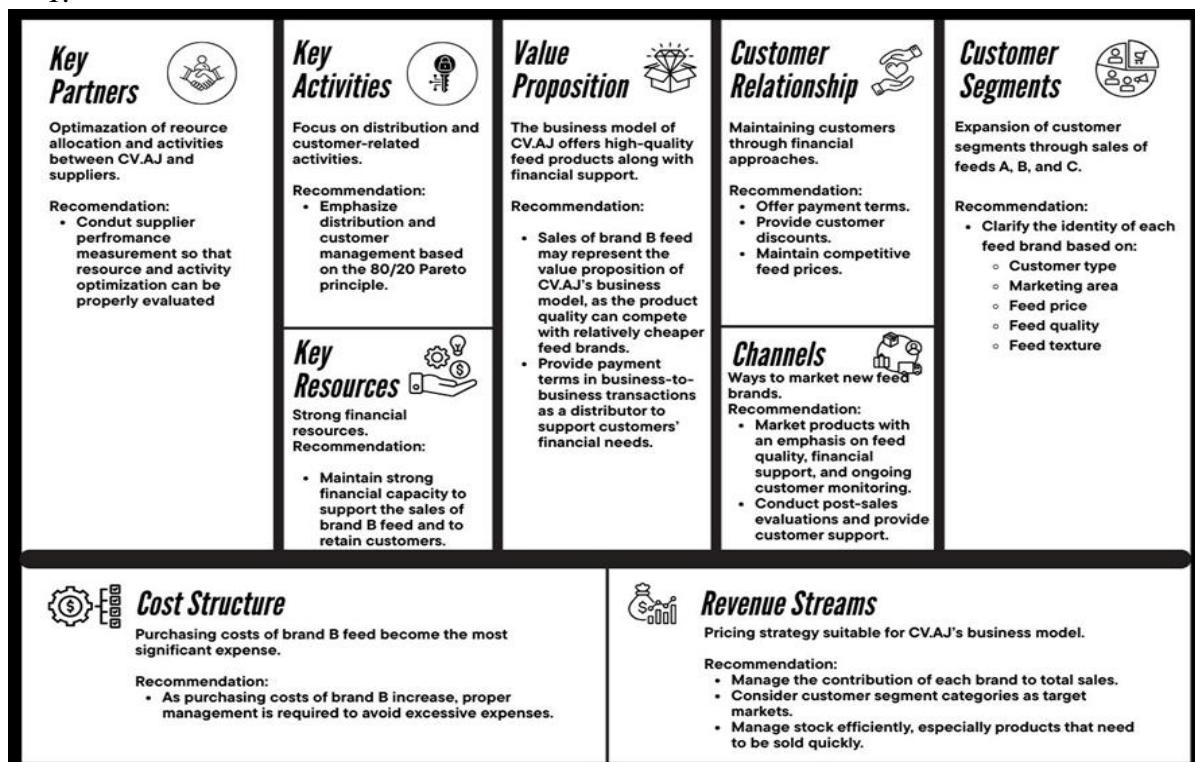 Key
Partners
Optimazation of reource
allocation and activities
between CV.AJ and
suppliers.
Recomendation:
• Condut supplier
perfromance
measurement so that
resource and activity
optimization can be
properly evaluated
Key
Activities
Focus on distribution and
customer-related
activities.
Recommendation:
• Emphasize
distribution and
customer
management based
on the 80/20 Pareto
principle.
Key
Resources
Strong financial
resources.
Recommendation:
• Maintain strong
financial capacity to
support the sales of
brand B feed and to
retain customers.
Value
Proposition
The business model of
CV.AJ offers high-quality
feed products along with
financial support.
Recommendation:
• Sales of brand B feed
may represent the
value proposition of
CV.AJ's business
model, as the product
quality can compete
with relatively cheaper
feed brands.
• Provide payment
terms in business-to-
business transactions
as a distributor to
support customers'
financial needs.
Customer
Relationship
Maintaining customers
through financial
approaches.
Recommendation:
• Offer payment terms.
• Provide customer
discounts.
• Maintain competitive
feed prices.
Channels
Ways to market new feed
brands.
Recommendation:
• Market products with
an emphasis on feed
quality, financial
support, and ongoing
customer monitoring.
• Conduct post-sales
evaluations and provide
customer support.
Customer
Segments
Expansion of customer
segments through sales of
feeds A, B, and C.
Recommendation:
• Clarify the identity of each
feed brand based on:
◦ Customer type
◦ Marketing area
◦ Feed price
◦ Feed quality
◦ Feed texture
Cost Structure
Purchasing costs of brand B feed become the most
significant expense.
Recommendation:
• As purchasing costs of brand B increase, proper
management is required to avoid excessive expenses.
Revenue Streams
Pricing strategy suitable for CV.AJ's business model.
Recommendation:
• Manage the contribution of each brand to total sales.
• Consider customer segment categories as target
markets.
• Manage stock efficiently, especially products that need
to be sold quickly.